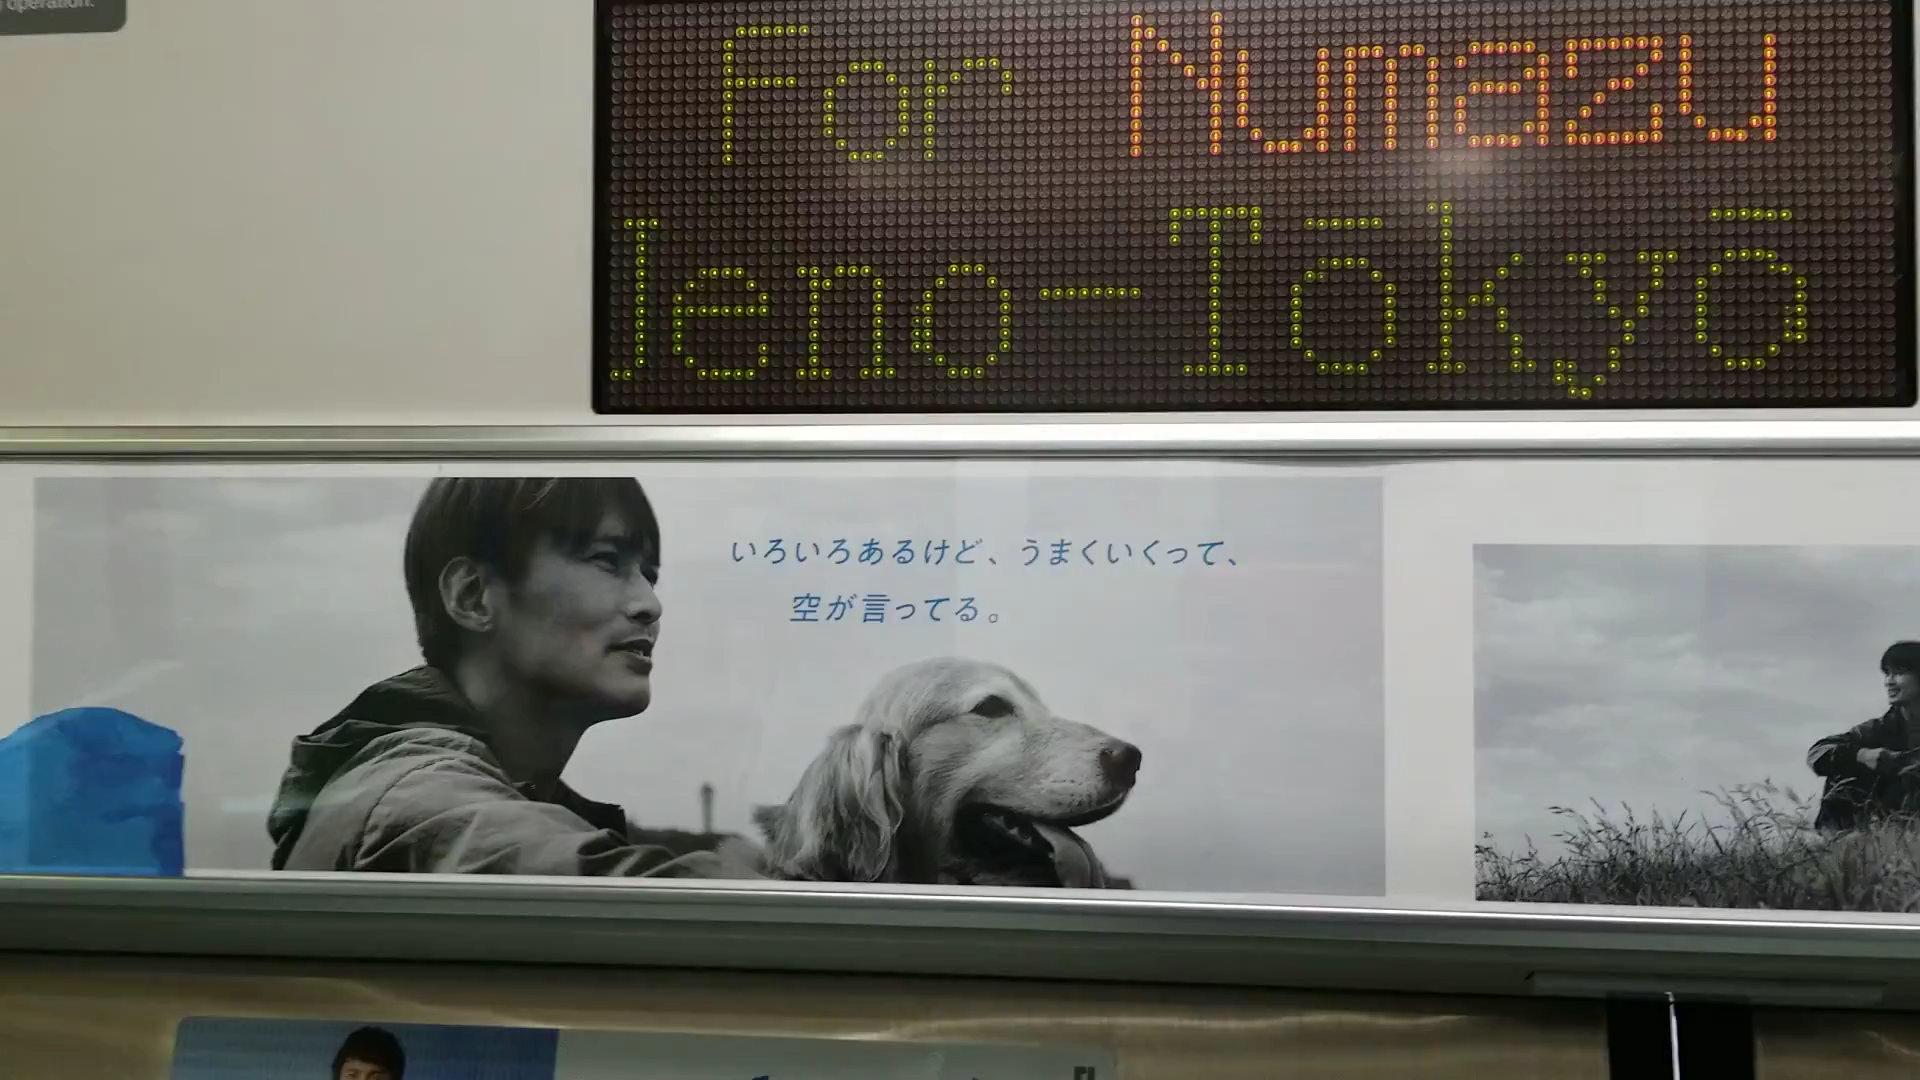 operation.
For Numazu
Ueno-Tōkyō
いろいろあるけど、うまくいくって、
空が言ってる。